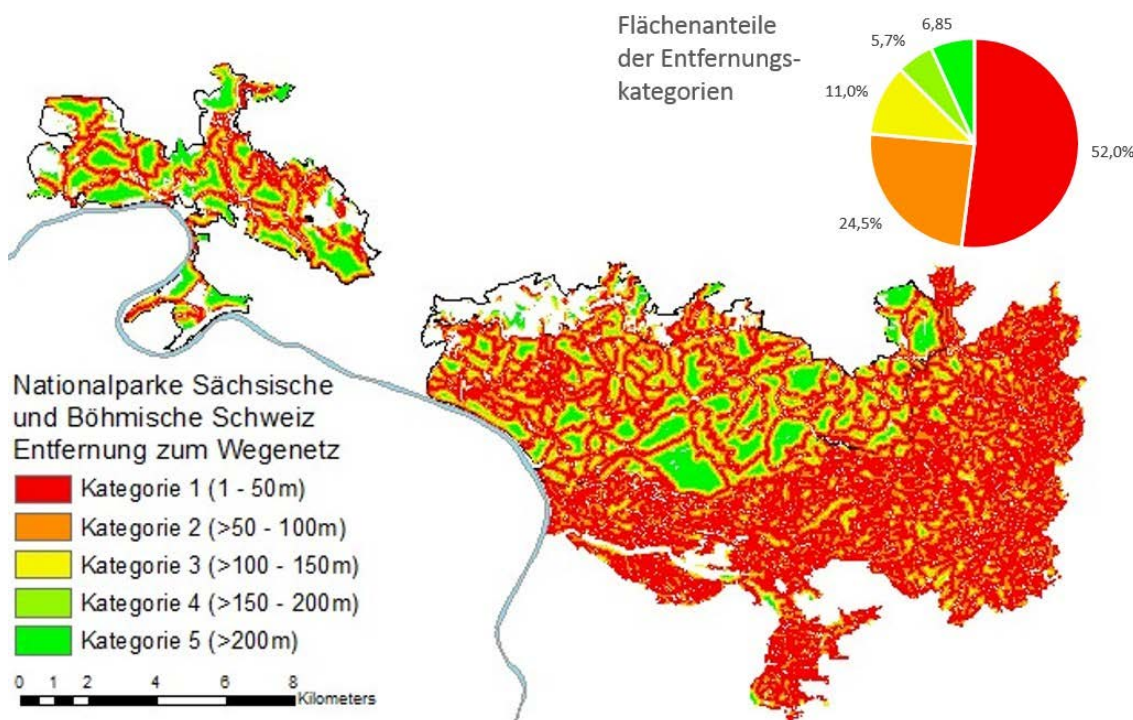 Flächenanteile
der Entfernungs-
kategorien
6,85
5,7%
11,0%
52,0%
24,5%
Nationalparke Sächsische
und Böhmische Schweiz
Entfernung zum Wegenetz
Kategorie 1 (1 - 50m)
Kategorie 2 (>50 - 100m)
Kategorie 3 (>100 - 150m)
Kategorie 4 (>150 - 200m)
Kategorie 5 (>200m)
0 1 2 4 6 8
Kilometers